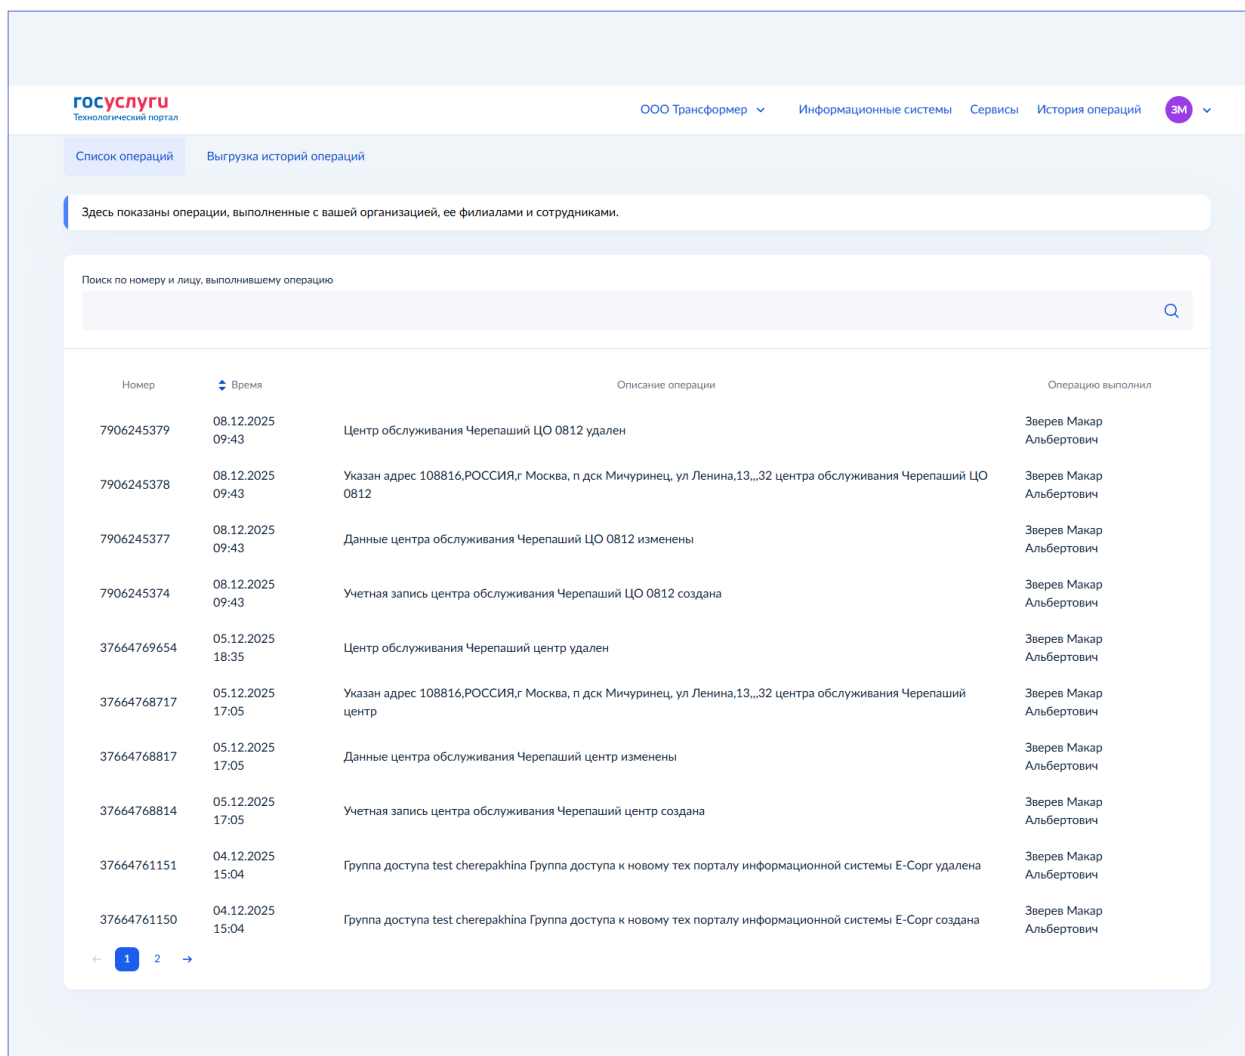 госуслуги
Технологический портал
ООО Трансформер
Информационные системы
Сервисы
История операций
ЗМ
Список операций
Выгрузка историй операций
Здесь показаны операции, выполненные с вашей организацией, ее филиалами и сотрудниками.
Поиск по номеру и лицу, выполнившему операцию
Номер
Время
Описание операции
Операцию выполнил
7906245379
08.12.2025
09:43
Центр обслуживания Черепаший ЦО 0812 удален
Зверев Макар
Альбертович
7906245378
08.12.2025
09:43
Указан адрес 108816,РОССИЯ,г Москва, п дск Мичуринец, ул Ленина,13,,,32 центра обслуживания Черепаший ЦО
0812
Зверев Макар
Альбертович
7906245377
08.12.2025
09:43
Данные центра обслуживания Черепаший ЦО 0812 изменены
Зверев Макар
Альбертович
7906245374
08.12.2025
09:43
Учетная запись центра обслуживания Черепаший ЦО 0812 создана
Зверев Макар
Альбертович
37664769654
05.12.2025
18:35
Центр обслуживания Черепаший центр удален
Зверев Макар
Альбертович
37664768717
05.12.2025
17:05
Указан адрес 108816,РОССИЯ,г Москва, п дск Мичуринец, ул Ленина,13,,,32 центра обслуживания Черепаший
центр
Зверев Макар
Альбертович
37664768817
05.12.2025
17:05
Данные центра обслуживания Черепаший центр изменены
Зверев Макар
Альбертович
37664768814
05.12.2025
17:05
Учетная запись центра обслуживания Черепаший центр создана
Зверев Макар
Альбертович
37664761151
04.12.2025
15:04
Группа доступа test cherepakhina Группа доступа к новому тех порталу информационной системы Е-Сорг удалена
Зверев Макар
Альбертович
37664761150
04.12.2025
15:04
Группа доступа test cherepakhina Группа доступа к новому тех порталу информационной системы Е-Сорг создана
Зверев Макар
Альбертович
1
2